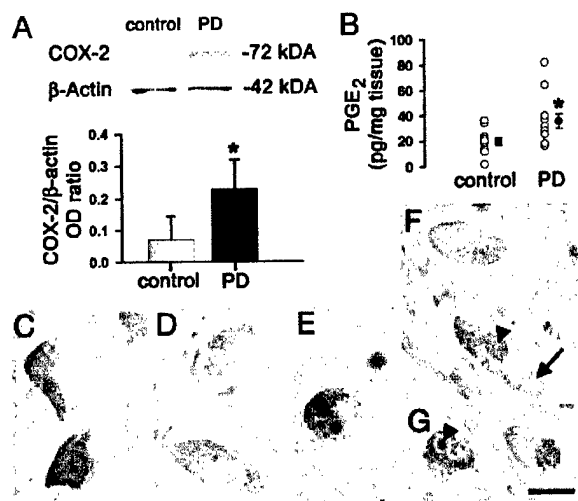 A
control PD
COX-2 -72 kDA
β-Actin -42 kDA
COX-2/β-actin
OD ratio
0.4
0.3
0.2
0.1
0.0
*
control PD
B
PGE2
(pg/mg tissue)
100
80
60
40
20
0
*
control PD
C
D
E
F
G